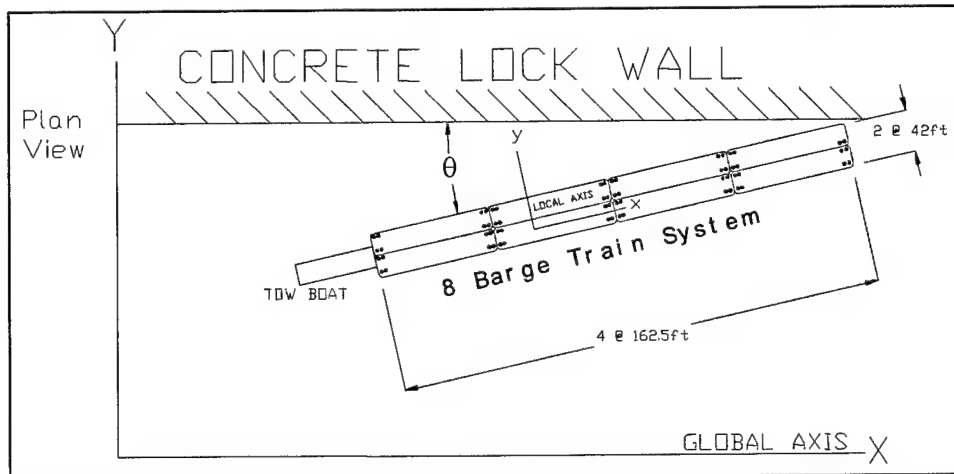 Y
CONCRETE LOCK WALL
Plan
View
θ
y
2 @ 42ft
LOCAL AXIS
x
8 Barge Train System
TOW BOAT
4 @ 162.5ft
GLOBAL AXIS
X